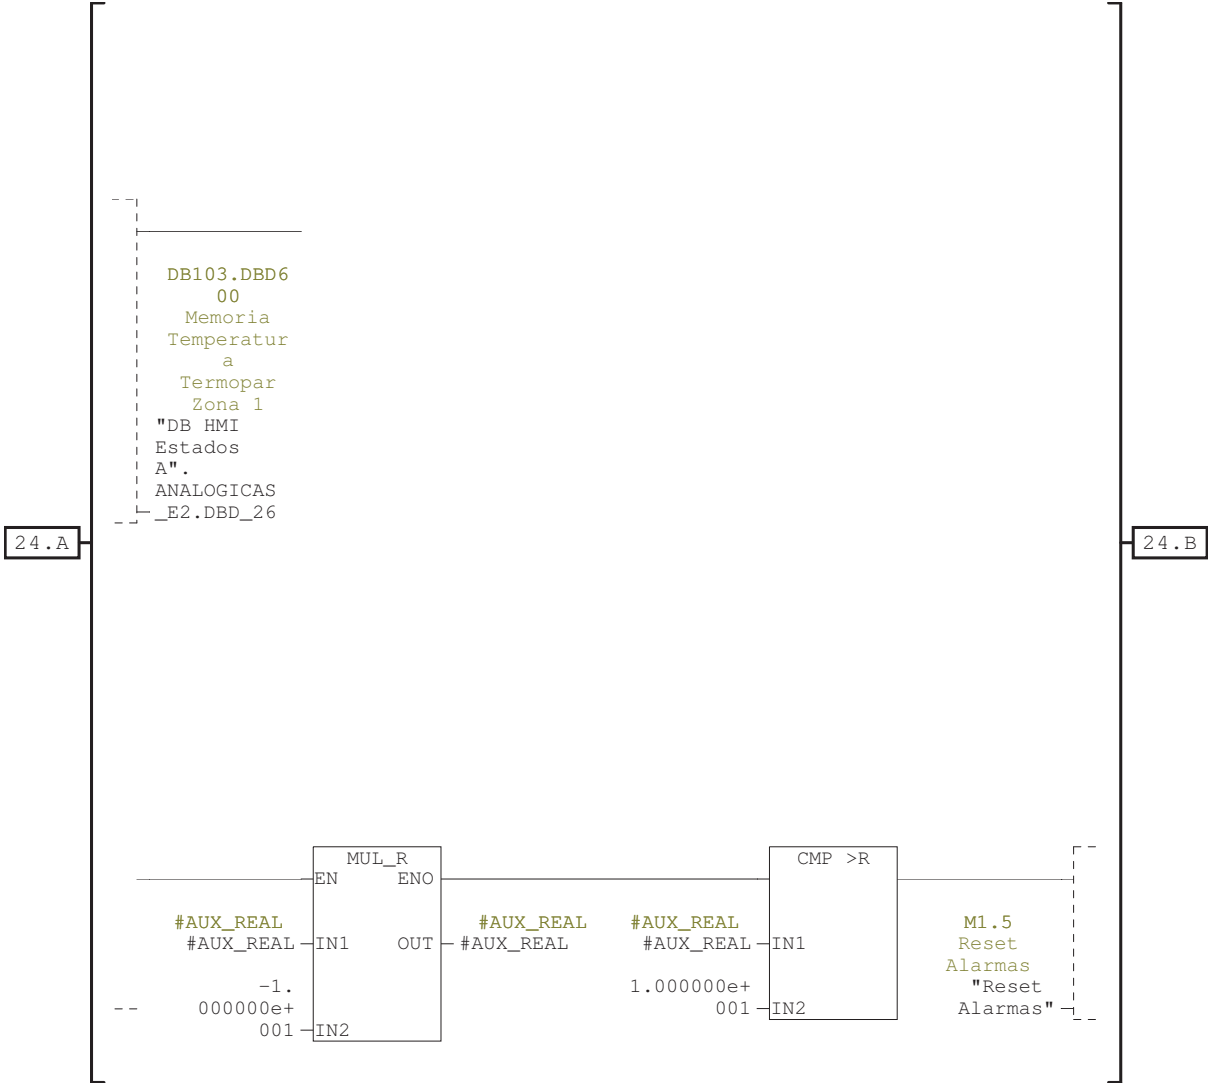 DB103.DBD6
00
Memoria
Temperatur
a
Termopar
Zona 1
"DB HMI
Estados
A".
ANALOGICAS
_E2.DBD_26
24.A
24.B
MUL_R
CMP >R
EN ENO
#AUX_REAL #AUX_REAL #AUX_REAL M1.5
#AUX_REAL IN1 OUT #AUX_REAL #AUX_REAL IN1 Reset
Alarmas
-1. 1.000000e+ "Reset
000000e+ 001 IN2 Alarmas"
001 IN2